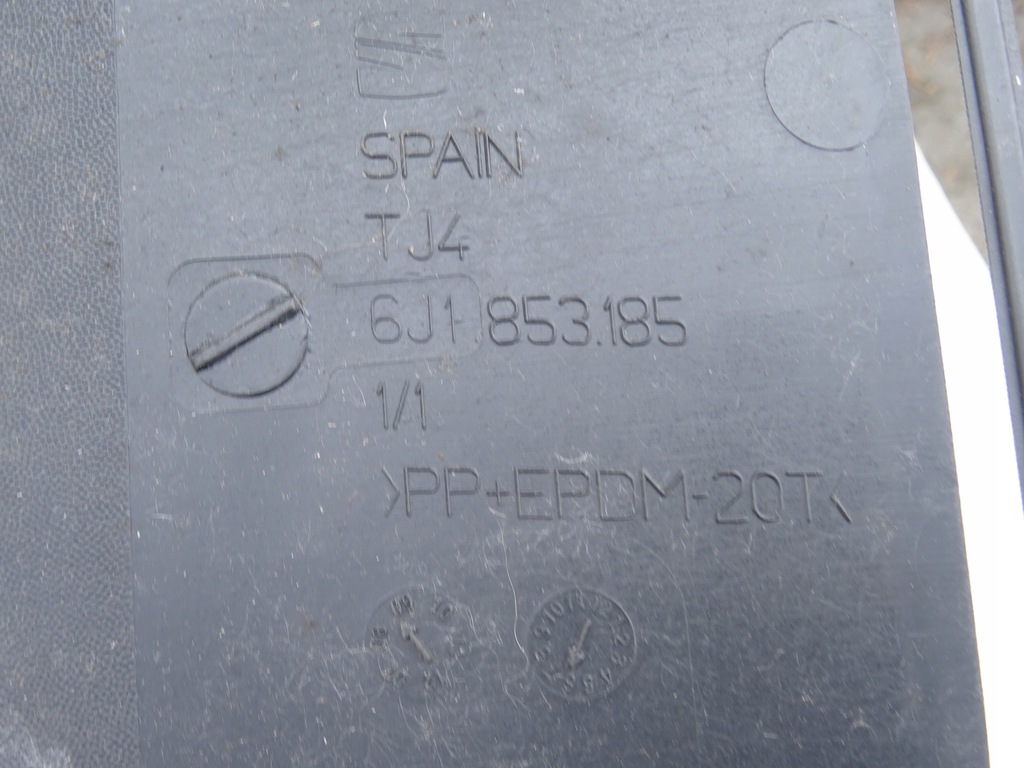 SPAIN
TJ4
6J1 853.185
1/1
>PP+EPDM-20T<